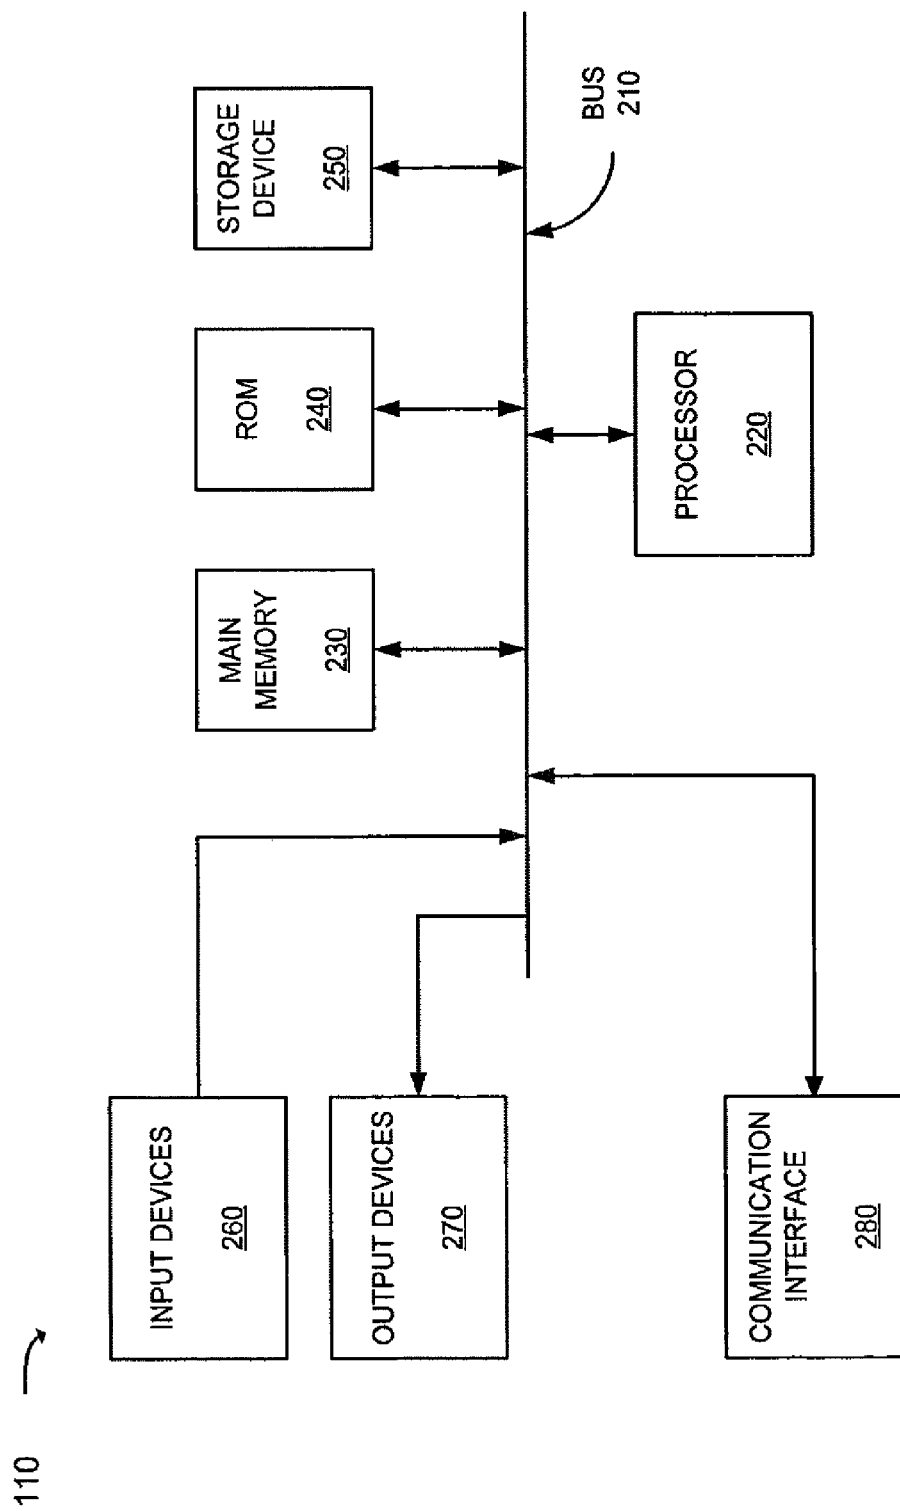 110
INPUT DEVICES
260
OUTPUT DEVICES
270
COMMUNICATION
INTERFACE
280
MAIN
MEMORY
230
ROM
240
STORAGE
DEVICE
250
PROCESSOR
220
BUS
210